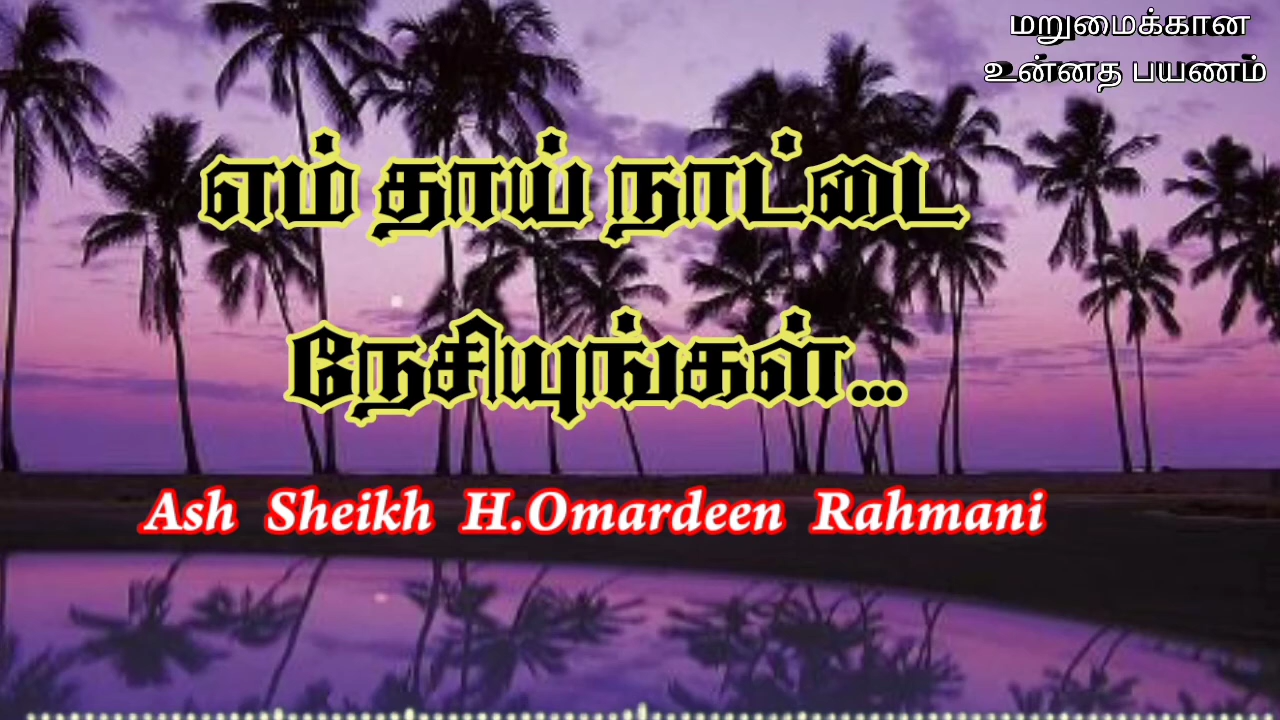 மறுமைக்கான
உன்னத பயணம்
எம் தாய் நாட்டை
நேசியுங்கள்...
Ash Sheikh H.Omardeen Rahmani